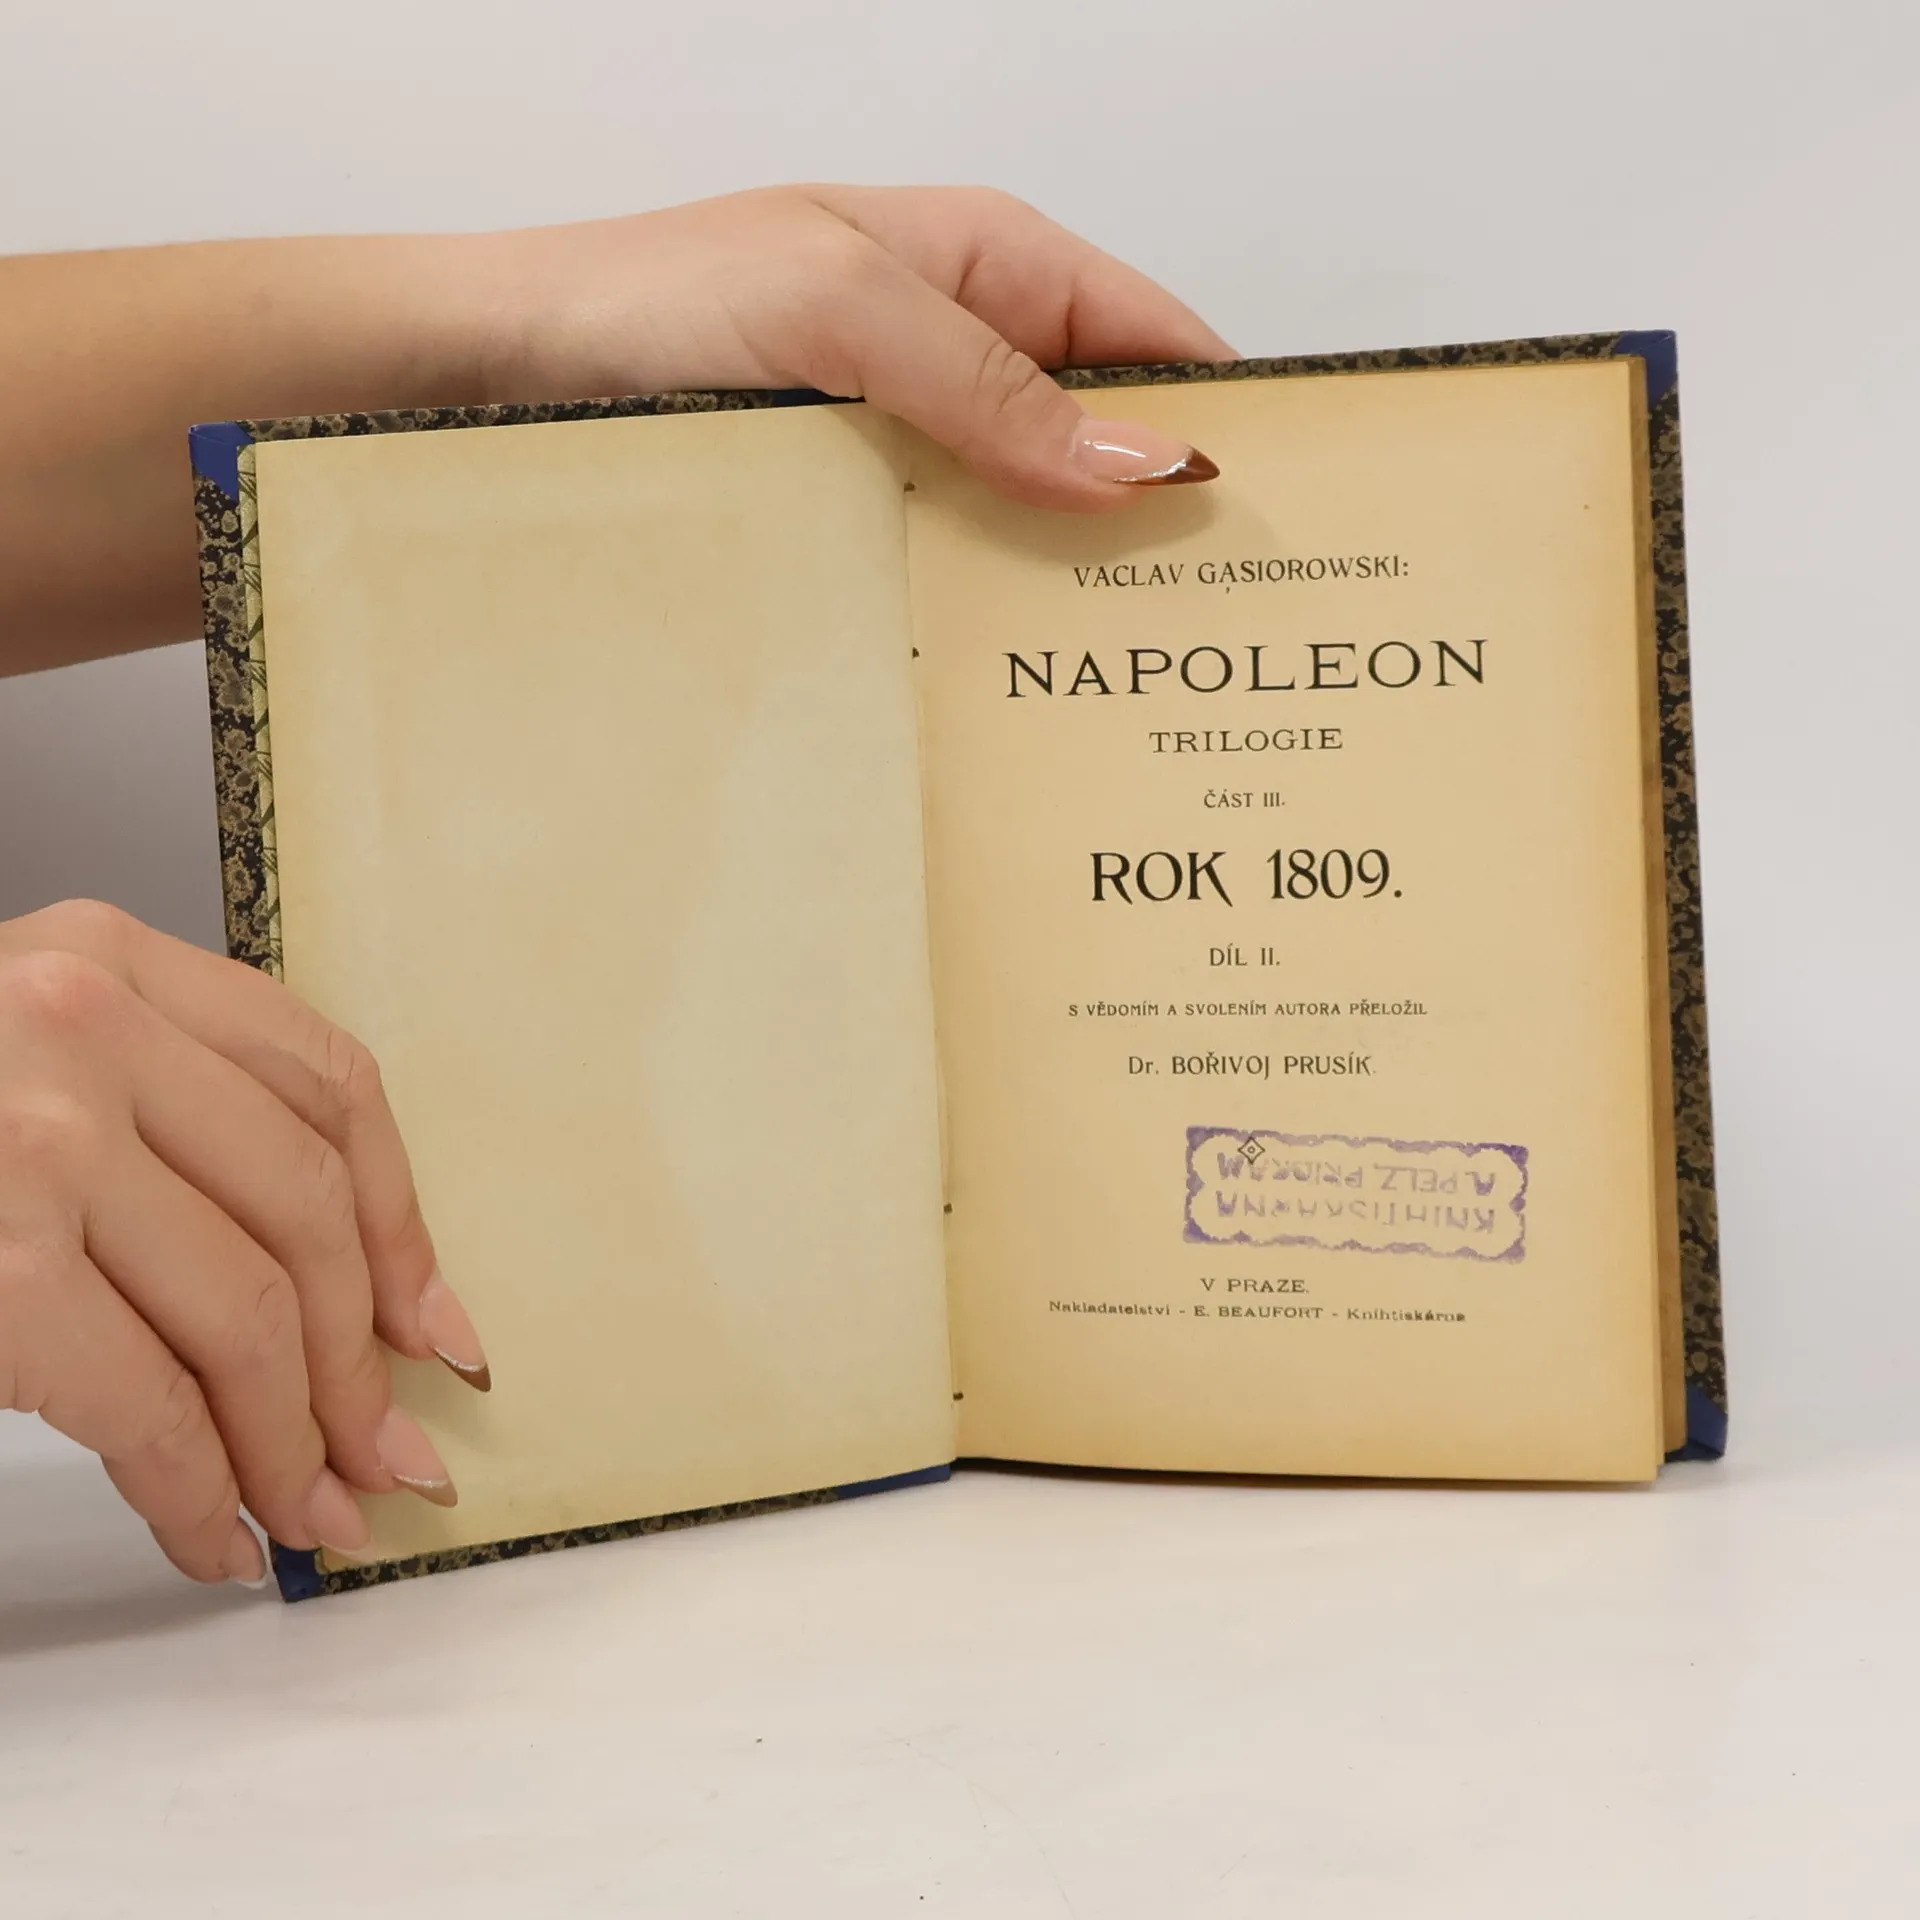 VACLAV GĄSIOROWSKI:
NAPOLEON
TRILOGIE
ČÁST III.
ROK 1809.
DÍL II.
S VĚDOMÍM A SVOLENÍM AUTORA PŘELOŽIL
Dr. BOŘIVOJ PRUSÍK.
KNIHTISKÁRNA
A. PELZ PŘÍBRAM
V PRAZE.
Nakladatelství - E. BEAUFORT - Knihtiskárna